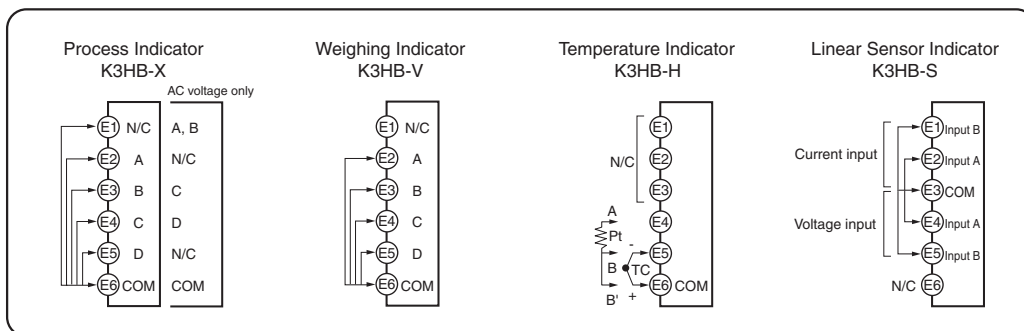 Process Indicator
K3HB-X
AC voltage only
E1 N/C A, B
E2 A N/C
E3 B C
E4 C D
E5 D N/C
E6 COM COM
Weighing Indicator
K3HB-V
E1 N/C
E2 A
E3 B
E4 C
E5 D
E6 COM
Temperature Indicator
K3HB-H
E1
N/C E2
E3
A E4
Pt
- E5
B TC
B' + E6 COM
Linear Sensor Indicator
K3HB-S
E1 Input B
Current input E2 Input A
E3 COM
Voltage input E4 Input A
E5 Input B
N/C E6